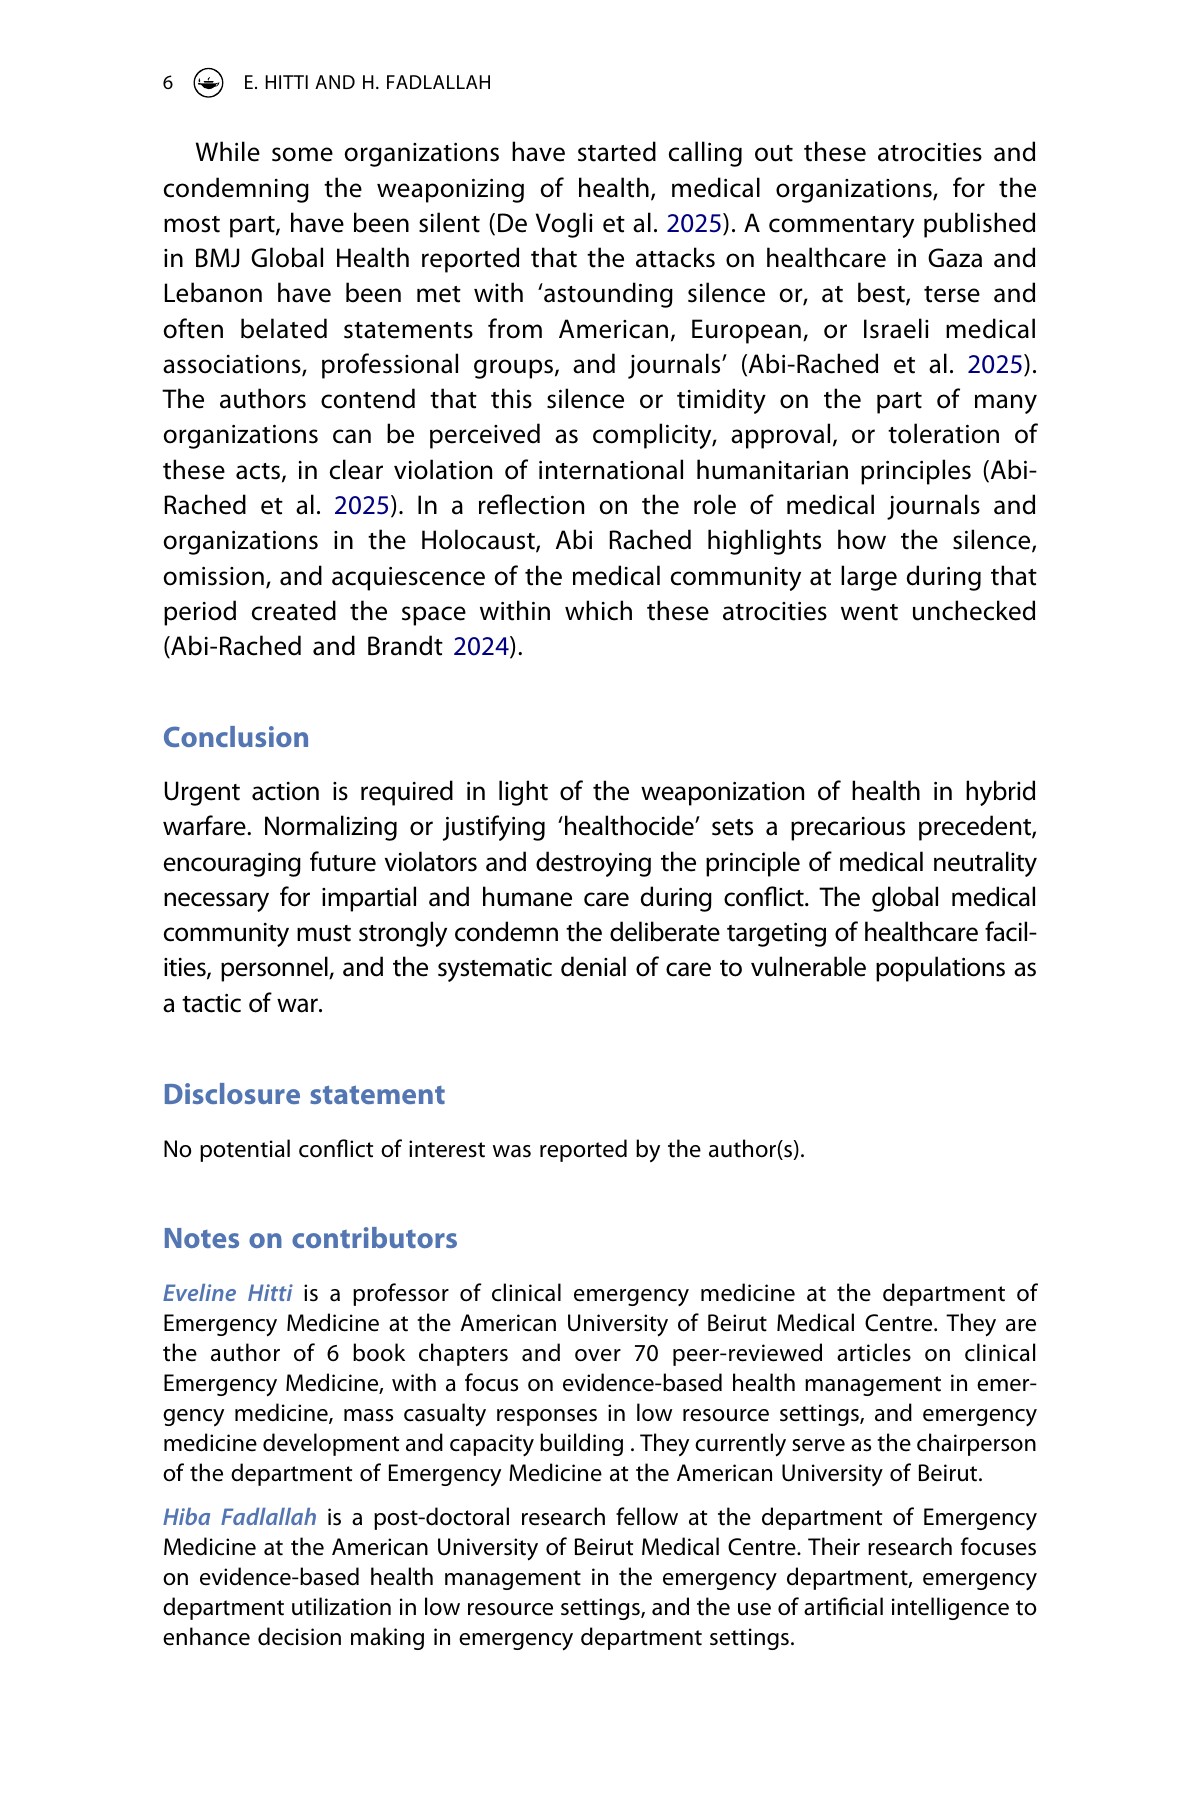 6 E. HITTI AND H. FADLALLAH
While some organizations have started calling out these atrocities and
condemning the weaponizing of health, medical organizations, for the
most part, have been silent (De Vogli et al. 2025). A commentary published
in BMJ Global Health reported that the attacks on healthcare in Gaza and
Lebanon have been met with ‘astounding silence or, at best, terse and
often belated statements from American, European, or Israeli medical
associations, professional groups, and journals’ (Abi-Rached et al. 2025).
The authors contend that this silence or timidity on the part of many
organizations can be perceived as complicity, approval, or toleration of
these acts, in clear violation of international humanitarian principles (Abi-
Rached et al. 2025). In a reflection on the role of medical journals and
organizations in the Holocaust, Abi Rached highlights how the silence,
omission, and acquiescence of the medical community at large during that
period created the space within which these atrocities went unchecked
(Abi-Rached and Brandt 2024).
Conclusion
Urgent action is required in light of the weaponization of health in hybrid
warfare. Normalizing or justifying ‘healthocide’ sets a precarious precedent,
encouraging future violators and destroying the principle of medical neutrality
necessary for impartial and humane care during conflict. The global medical
community must strongly condemn the deliberate targeting of healthcare facil-
ities, personnel, and the systematic denial of care to vulnerable populations as
a tactic of war.
Disclosure statement
No potential conflict of interest was reported by the author(s).
Notes on contributors
Eveline Hitti is a professor of clinical emergency medicine at the department of
Emergency Medicine at the American University of Beirut Medical Centre. They are
the author of 6 book chapters and over 70 peer-reviewed articles on clinical
Emergency Medicine, with a focus on evidence-based health management in emer-
gency medicine, mass casualty responses in low resource settings, and emergency
medicine development and capacity building . They currently serve as the chairperson
of the department of Emergency Medicine at the American University of Beirut.
Hiba Fadlallah is a post-doctoral research fellow at the department of Emergency
Medicine at the American University of Beirut Medical Centre. Their research focuses
on evidence-based health management in the emergency department, emergency
department utilization in low resource settings, and the use of artificial intelligence to
enhance decision making in emergency department settings.